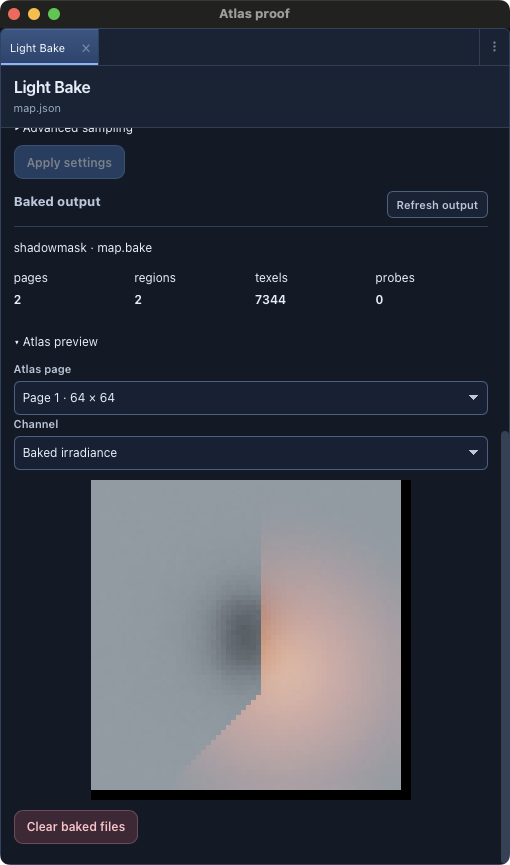 Atlas proof
Light Bake
Light Bake
map.json
Advanced sampling
Apply settings
Baked output
Refresh output
shadowmask · map.bake
pages regions texels probes
2 2 7344 0
Atlas preview
Atlas page
Page 1 · 64 × 64
Channel
Baked irradiance
Clear baked files